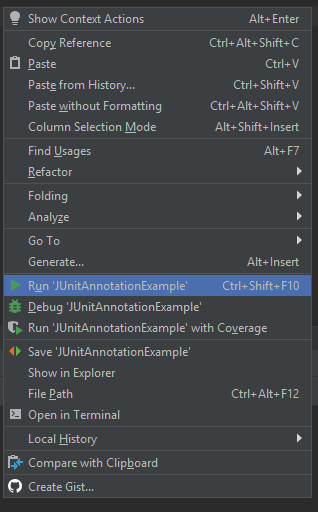 Show Context Actions Alt+Enter
Copy Reference Ctrl+Alt+Shift+C
Paste Ctrl+V
Paste from History... Ctrl+Shift+V
Paste without Formatting Ctrl+Alt+Shift+V
Column Selection Mode Alt+Shift+Insert
Find Usages Alt+F7
Refactor
Folding
Analyze
Go To
Generate... Alt+Insert
Run 'JUnitAnnotationExample' Ctrl+Shift+F10
Debug 'JUnitAnnotationExample'
Run 'JUnitAnnotationExample' with Coverage
Save 'JUnitAnnotationExample'
Show in Explorer
File Path Ctrl+Alt+F12
Open in Terminal
Local History
Compare with Clipboard
Create Gist...